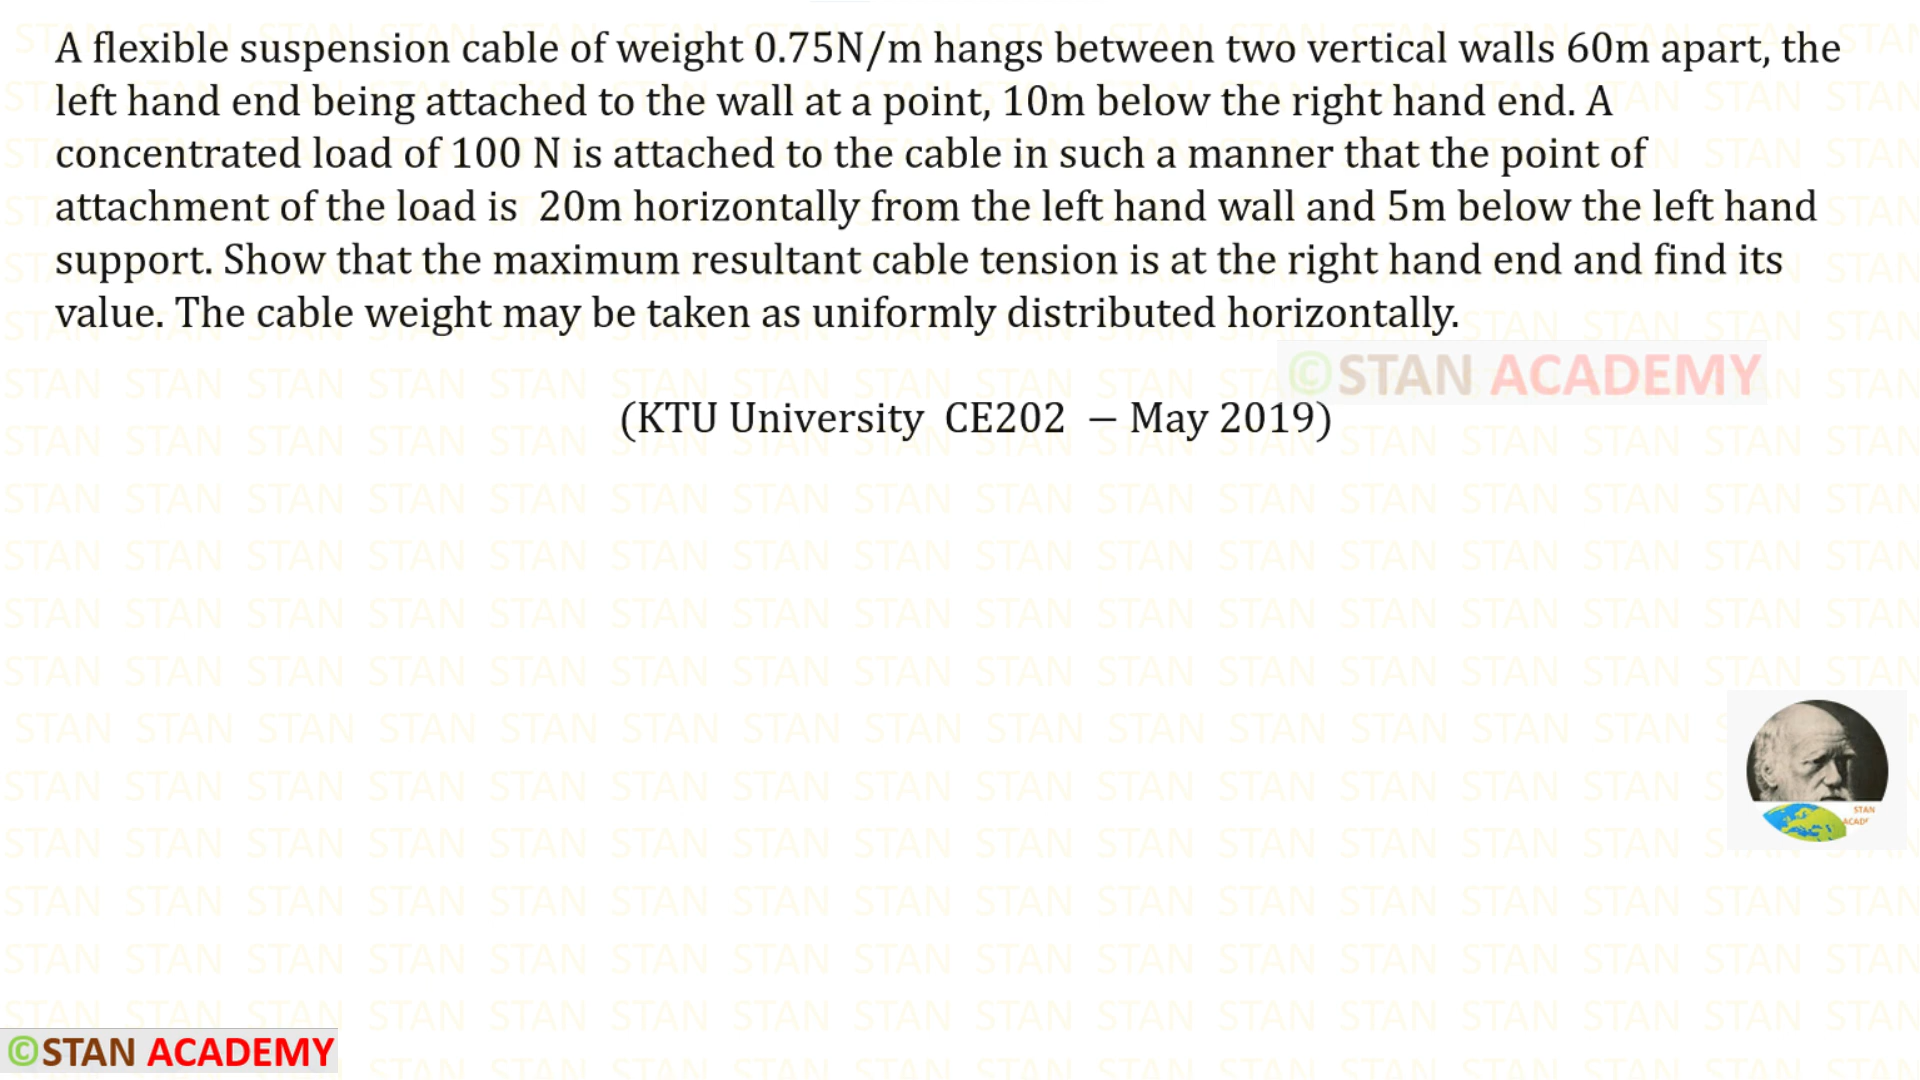 A flexible suspension cable of weight 0.75N/m hangs between two vertical walls 60m apart, the
left hand end being attached to the wall at a point, 10m below the right hand end. A
concentrated load of 100 N is attached to the cable in such a manner that the point of
attachment of the load is 20m horizontally from the left hand wall and 5m below the left hand
support. Show that the maximum resultant cable tension is at the right hand end and find its
value. The cable weight may be taken as uniformly distributed horizontally.
©STAN ACADEMY
(KTU University CE202 – May 2019)
STAN
©STAN ACADEMY